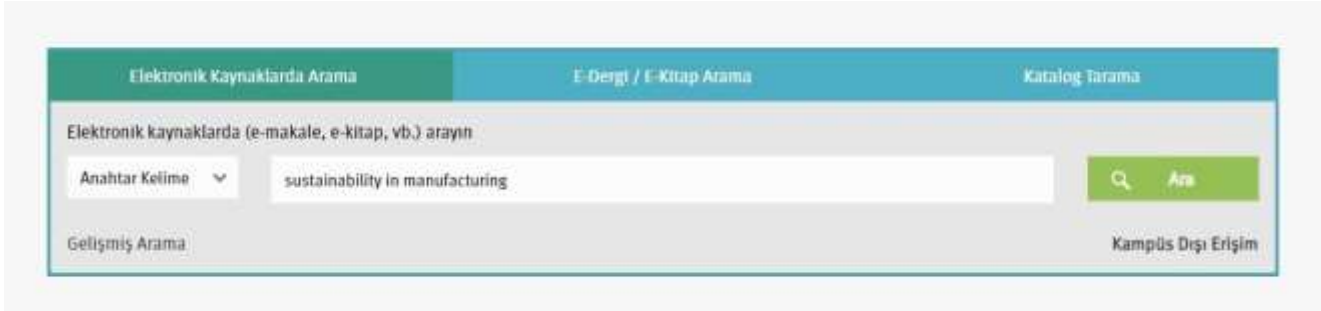 Elektronik Kaynaklarda Arama
E-Dergi / E-Kitap Arama
Katalog Tarama
Elektronik kaynaklarda (e-makale, e-kitap, vb.) arayın
Anahtar Kelime
sustainability in manufacturing
Ara
Gelişmiş Arama
Kampüs Dışı Erişim